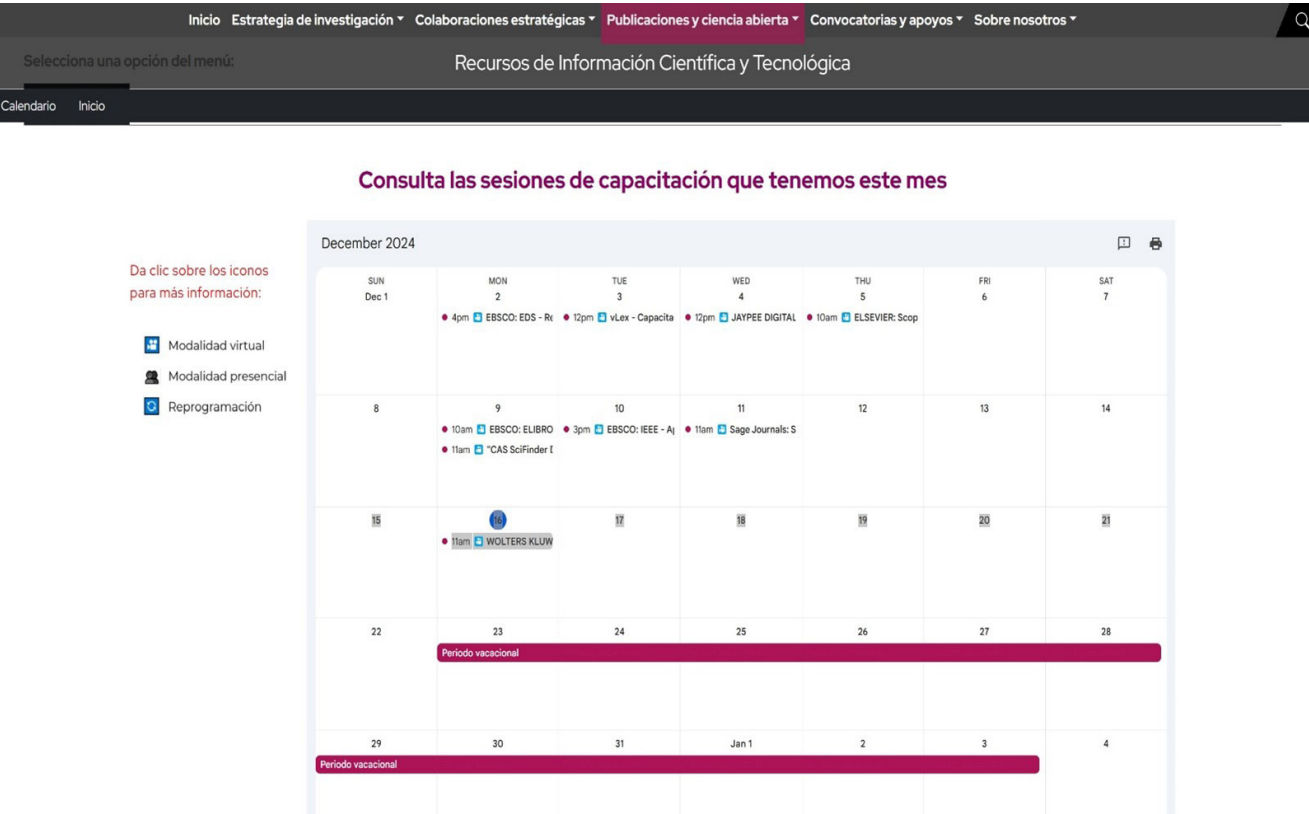 Inicio Estrategia de investigación Colaboraciones estratégicas Publicaciones y ciencia abierta Convocatorias y apoyos Sobre nosotros
Selecciona una opción del menú:
Recursos de Información Científica y Tecnológica
Calendario Inicio
Consulta las sesiones de capacitación que tenemos este mes
Da clic sobre los iconos
para más información:
Modalidad virtual
Modalidad presencial
Reprogramación
December 2024
SUN MON TUE WED THU FRI SAT
Dec 1 2 3 4 5 6 7
4pm EBSCO: EDS - Re 12pm vLex - Capacita 12pm JAYPEE DIGITAL 10am ELSEVIER: Scop
8 9 10 11 12 13 14
10am EBSCO: ELIBRO 3pm EBSCO: IEEE - Ap 11am Sage Journals: S
11am "CAS SciFinder D
15 16 17 18 19 20 21
11am WOLTERS KLUW
22 23 24 25 26 27 28
Periodo vacacional
29 30 31 Jan 1 2 3 4
Periodo vacacional